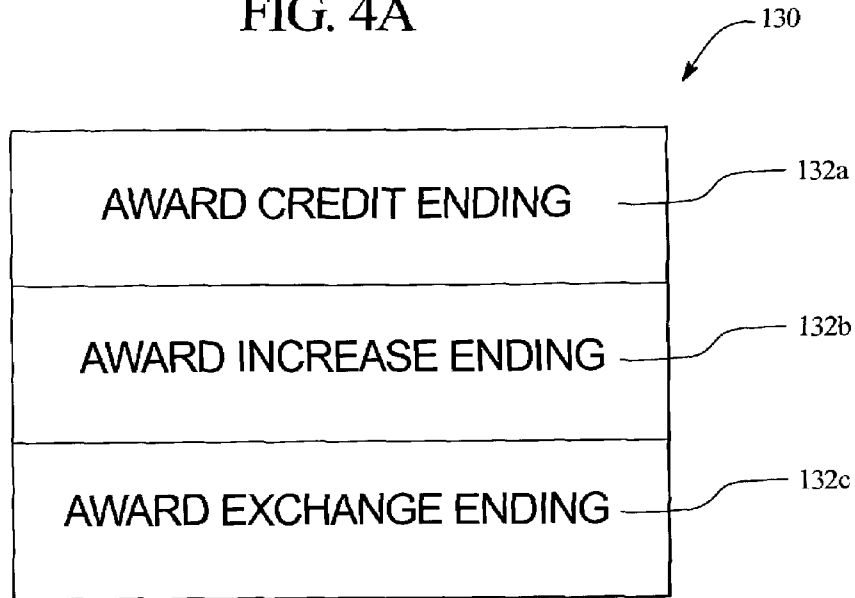 FIG. 4A
130
AWARD CREDIT ENDING
132a
AWARD INCREASE ENDING
132b
AWARD EXCHANGE ENDING
132c